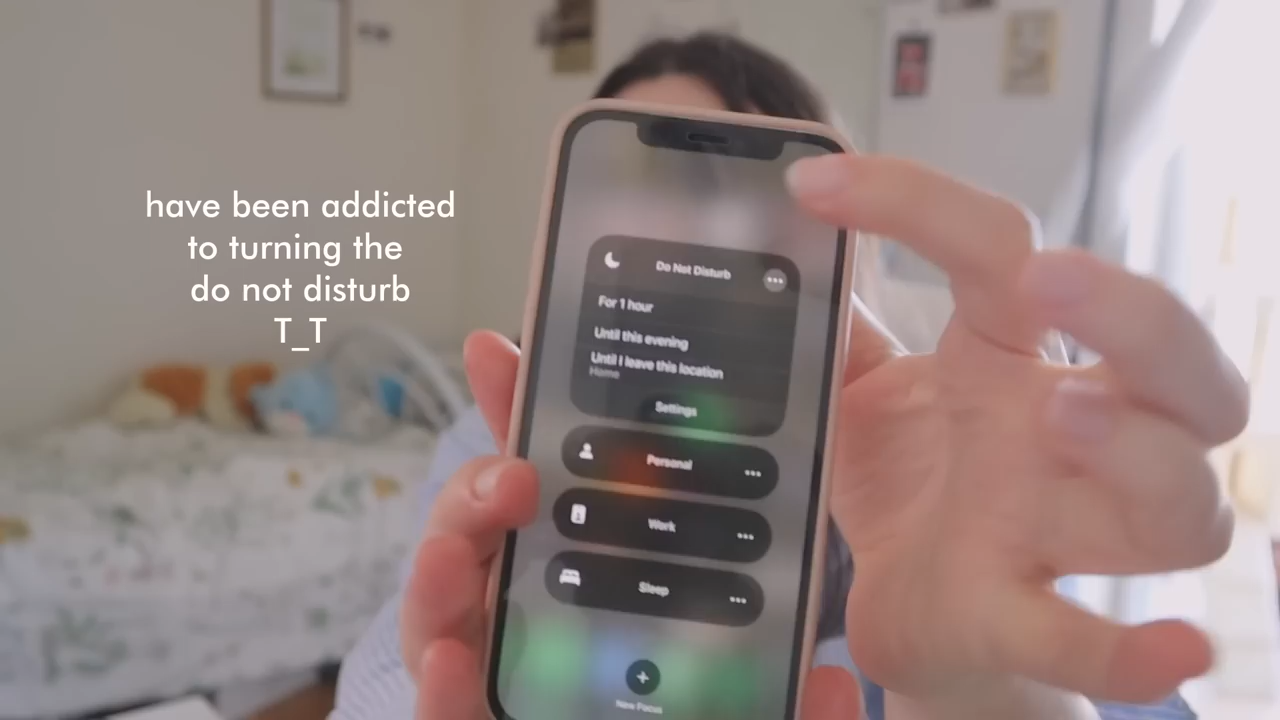 have been addicted
to turning the
do not disturb
T_T
Do Not Disturb
For 1 hour
Until this evening
Until I leave this location
Home
Settings
Personal
Work
Sleep
New Focus